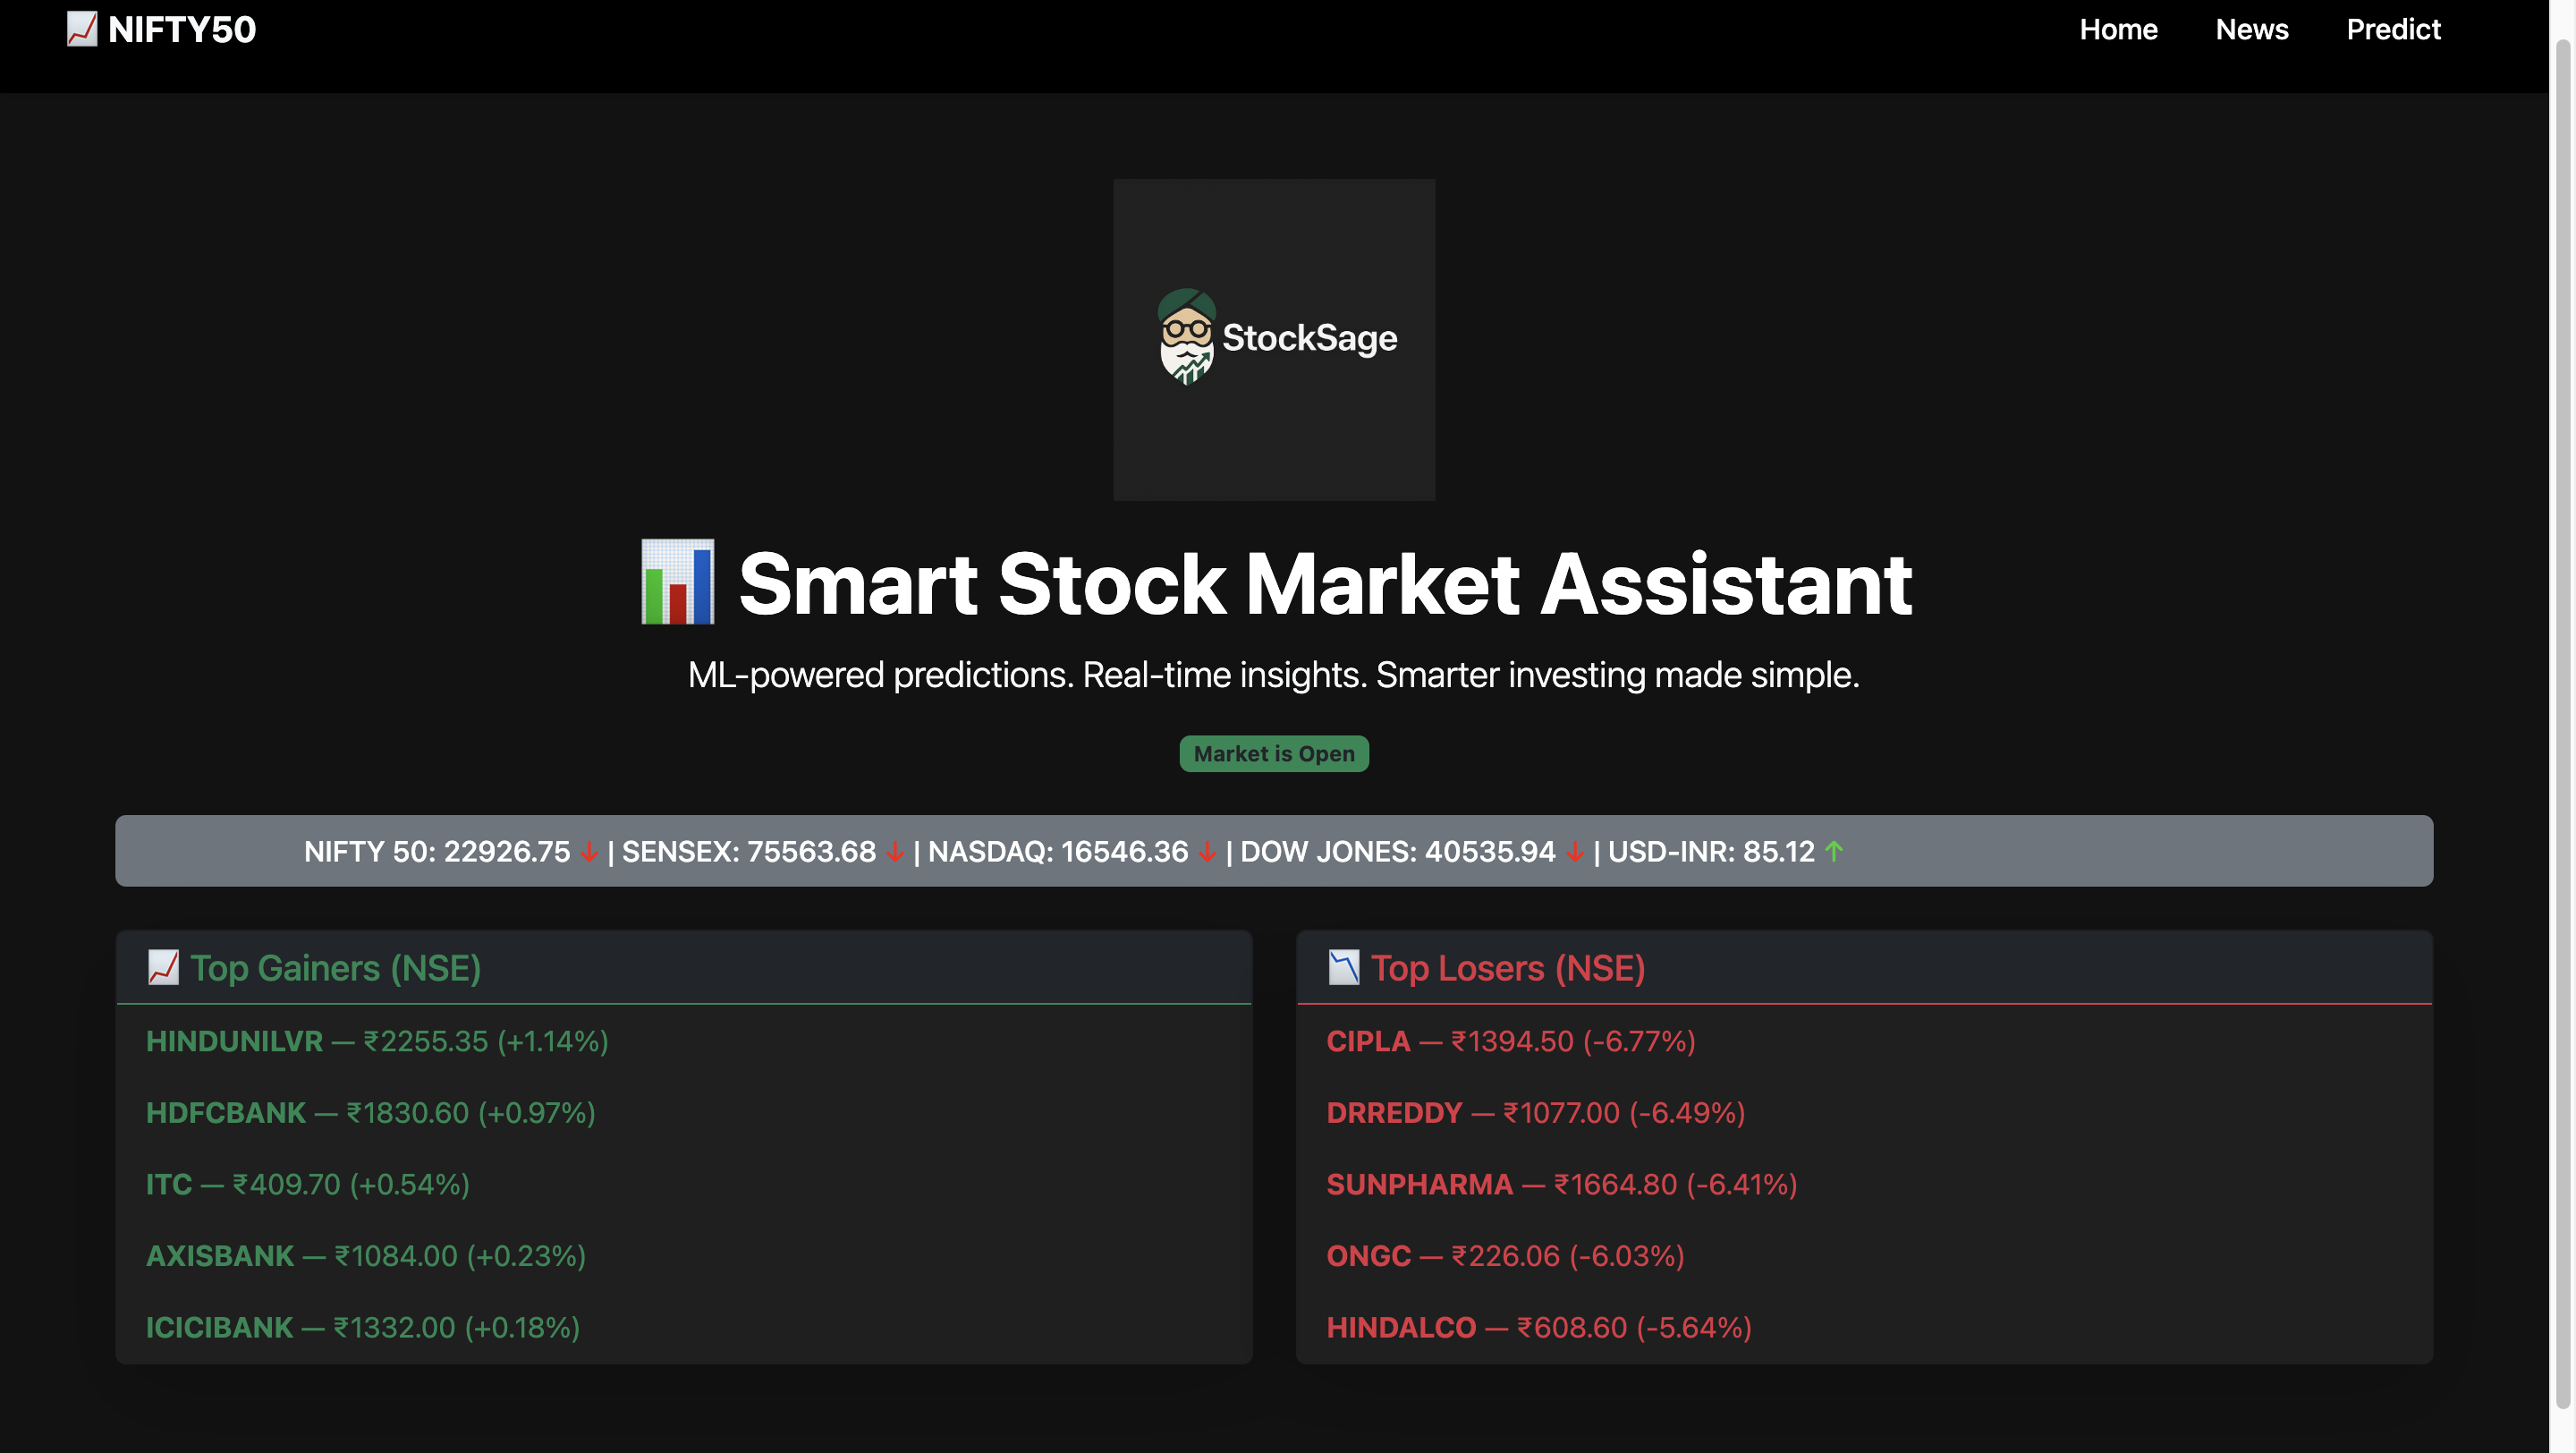 📈 NIFTY50
Home News Predict
StockSage
📊 Smart Stock Market Assistant
ML-powered predictions. Real-time insights. Smarter investing made simple.
Market is Open
NIFTY 50: 22926.75 ↓ | SENSEX: 75563.68 ↓ | NASDAQ: 16546.36 ↓ | DOW JONES: 40535.94 ↓ | USD-INR: 85.12 ↑
📈 Top Gainers (NSE)
HINDUNILVR — ₹2255.35 (+1.14%)
HDFCBANK — ₹1830.60 (+0.97%)
ITC — ₹409.70 (+0.54%)
AXISBANK — ₹1084.00 (+0.23%)
ICICIBANK — ₹1332.00 (+0.18%)
📉 Top Losers (NSE)
CIPLA — ₹1394.50 (-6.77%)
DRREDDY — ₹1077.00 (-6.49%)
SUNPHARMA — ₹1664.80 (-6.41%)
ONGC — ₹226.06 (-6.03%)
HINDALCO — ₹608.60 (-5.64%)